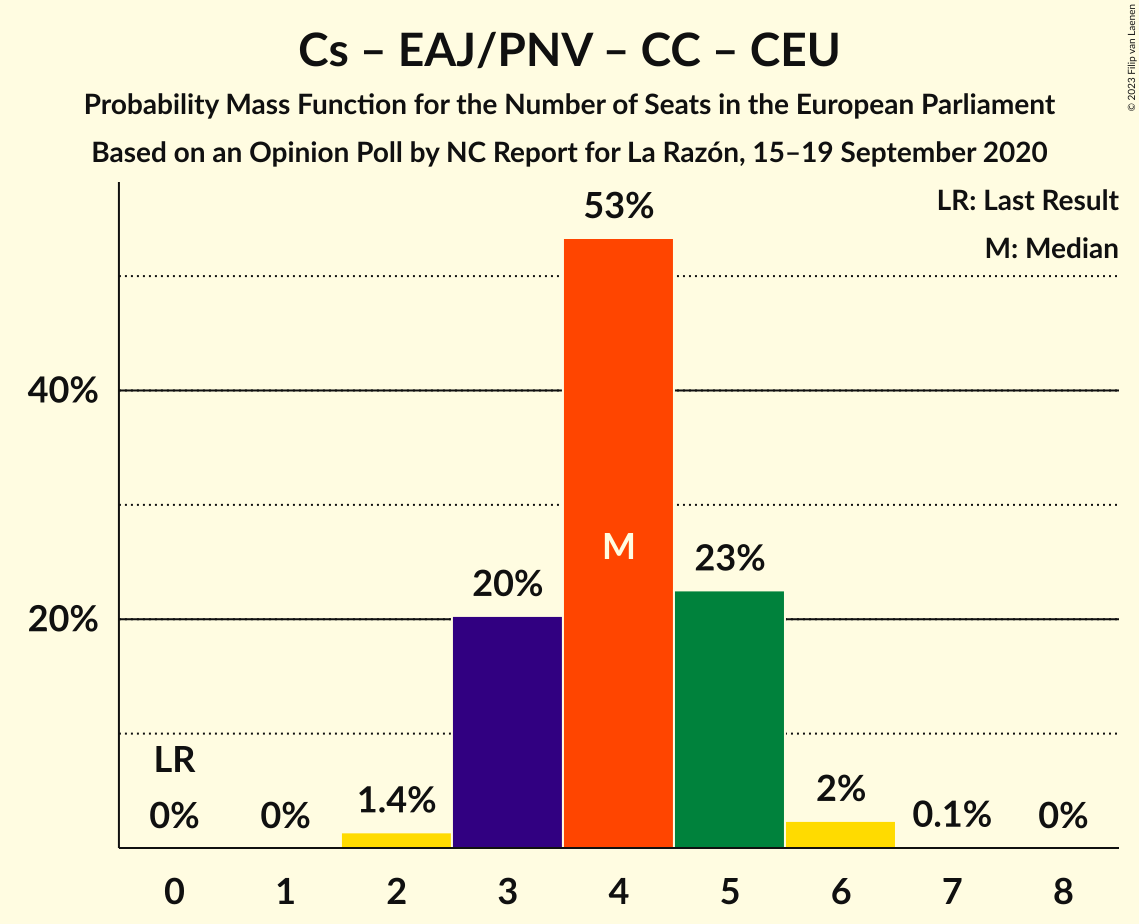 Cs – EAJ/PNV – CC – CEU
Probability Mass Function for the Number of Seats in the European Parliament
Based on an Opinion Poll by NC Report for La Razón, 15–19 September 2020
© 2023 Filip van Laenen
LR: Last Result
M: Median
53%
40%
M
23%
20%
20%
LR
0%
0%
1.4%
2%
0.1%
0%
0 1 2 3 4 5 6 7 8